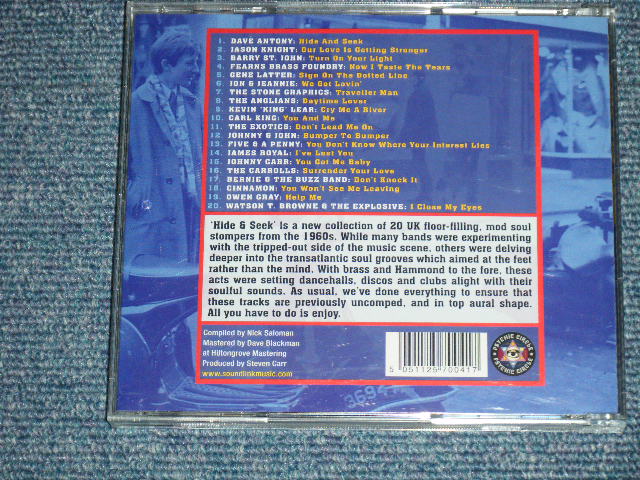 1. DAVE ANTONY: Hide And Seek
2. JASON KNIGHT: Our Love Is Getting Stronger
3. BARRY ST. JOHN: Turn On Your Light
4. FEARNS BRASS FOUNDRY: Now I Taste The Tears
5. GENE LATTER: Sign On The Dotted Line
6. JON & JEANNIE: We Got Lovin'
7. THE STONE GRAPHICS: Traveller Man
8. THE ANGLIANS: Daytime Lover
9. KEVIN 'KING' LEAR: Cry Me A River
10. CARL KING: You And Me
11. THE EXOTICS: Don't Lead Me On
12. JOHNNY & JOHN: Bumper To Bumper
13. FIVE & A PENNY: You Don't Know Where Your Interest Lies
14. JAMES ROYAL: I've Lost You
15. JOHNNY CARR: You Got Me Baby
16. THE CARROLLS: Surrender Your Love
17. BERNIE & THE BUZZ BAND: Don't Knock It
18. CINNAMON: You Won't See Me Leaving
19. OWEN GRAY: Help Me
20. WATSON T. BROWNE & THE EXPLOSIVE: I Close My Eyes
'Hide & Seek' is a new collection of 20 UK floor-filling, mod soul
stompers from the 1960s. While many bands were experimenting
with the tripped-out side of the music scene, others were delving
deeper into the transatlantic soul grooves which aimed at the feet
rather than the mind. With brass and Hammond to the fore, these
acts were setting dancehalls, discos and clubs alight with their
soulful sounds. As usual, we've done everything to ensure that
these tracks are previously uncomped, and in top aural shape.
All you have to do is enjoy.
Compiled by Nick Saloman
Mastered by Dave Blackman
at Hiltongrove Mastering
Produced by Steven Carr
www.soundlinkmusic.com
5 051125 700417
PSYCHIC CIRCUS
PSYCHIC CIRCLE